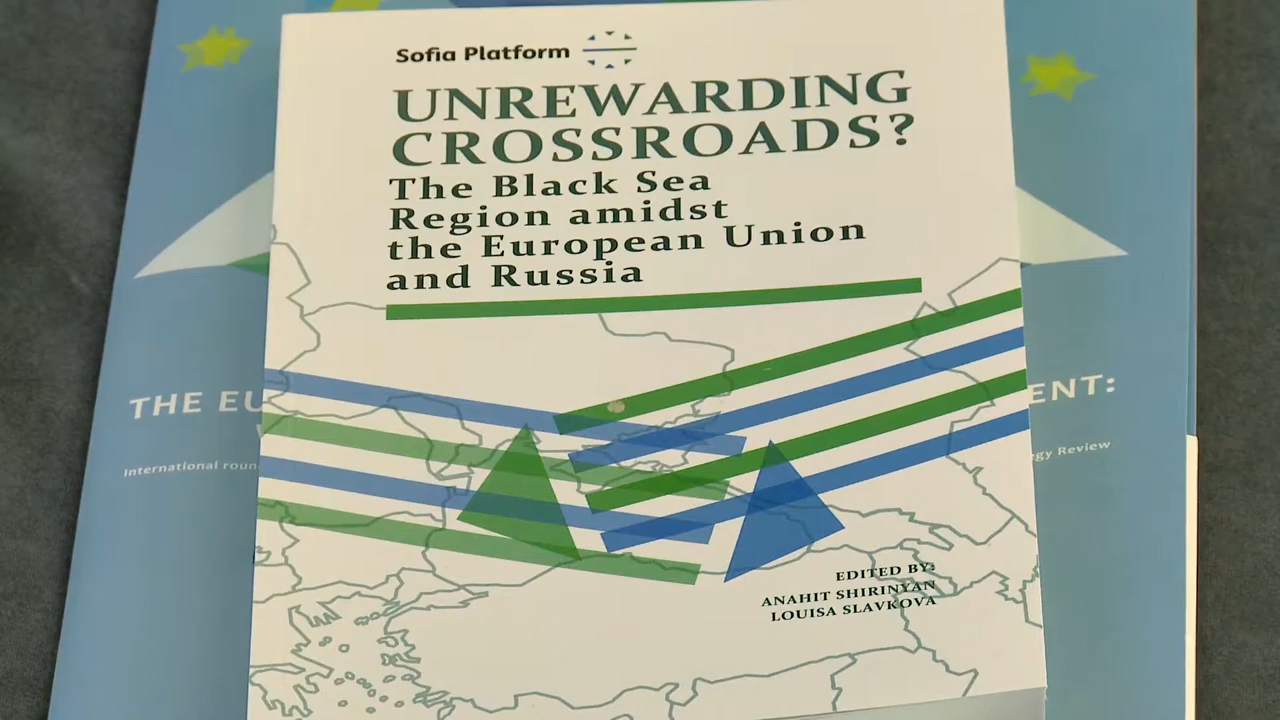 Sofia Platform
UNREWARDING
CROSSROADS?
The Black Sea
Region amidst
the European Union
and Russia
EDITED BY:
ANAHIT SHIRINYAN
LOUISA SLAVKOVA
THE EU
ENT:
International roun
gy Review